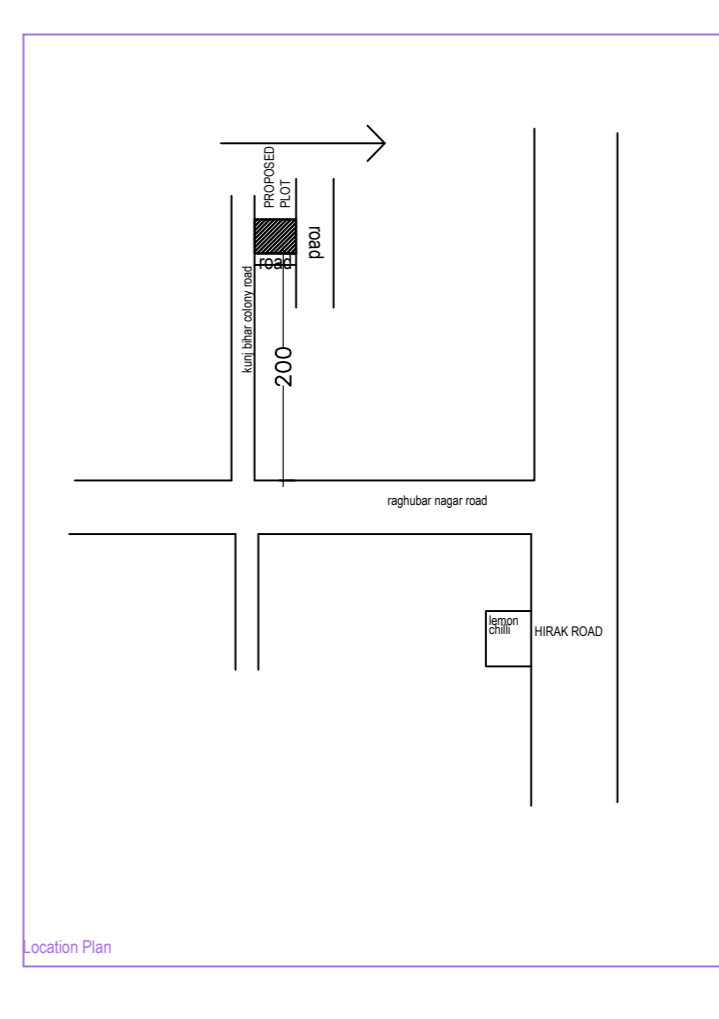 PROPOSED
PLOT
road
road
kunj bihar colony road
200
raghubar nagar road
lemon
chilli
HIRAK ROAD
Location Plan